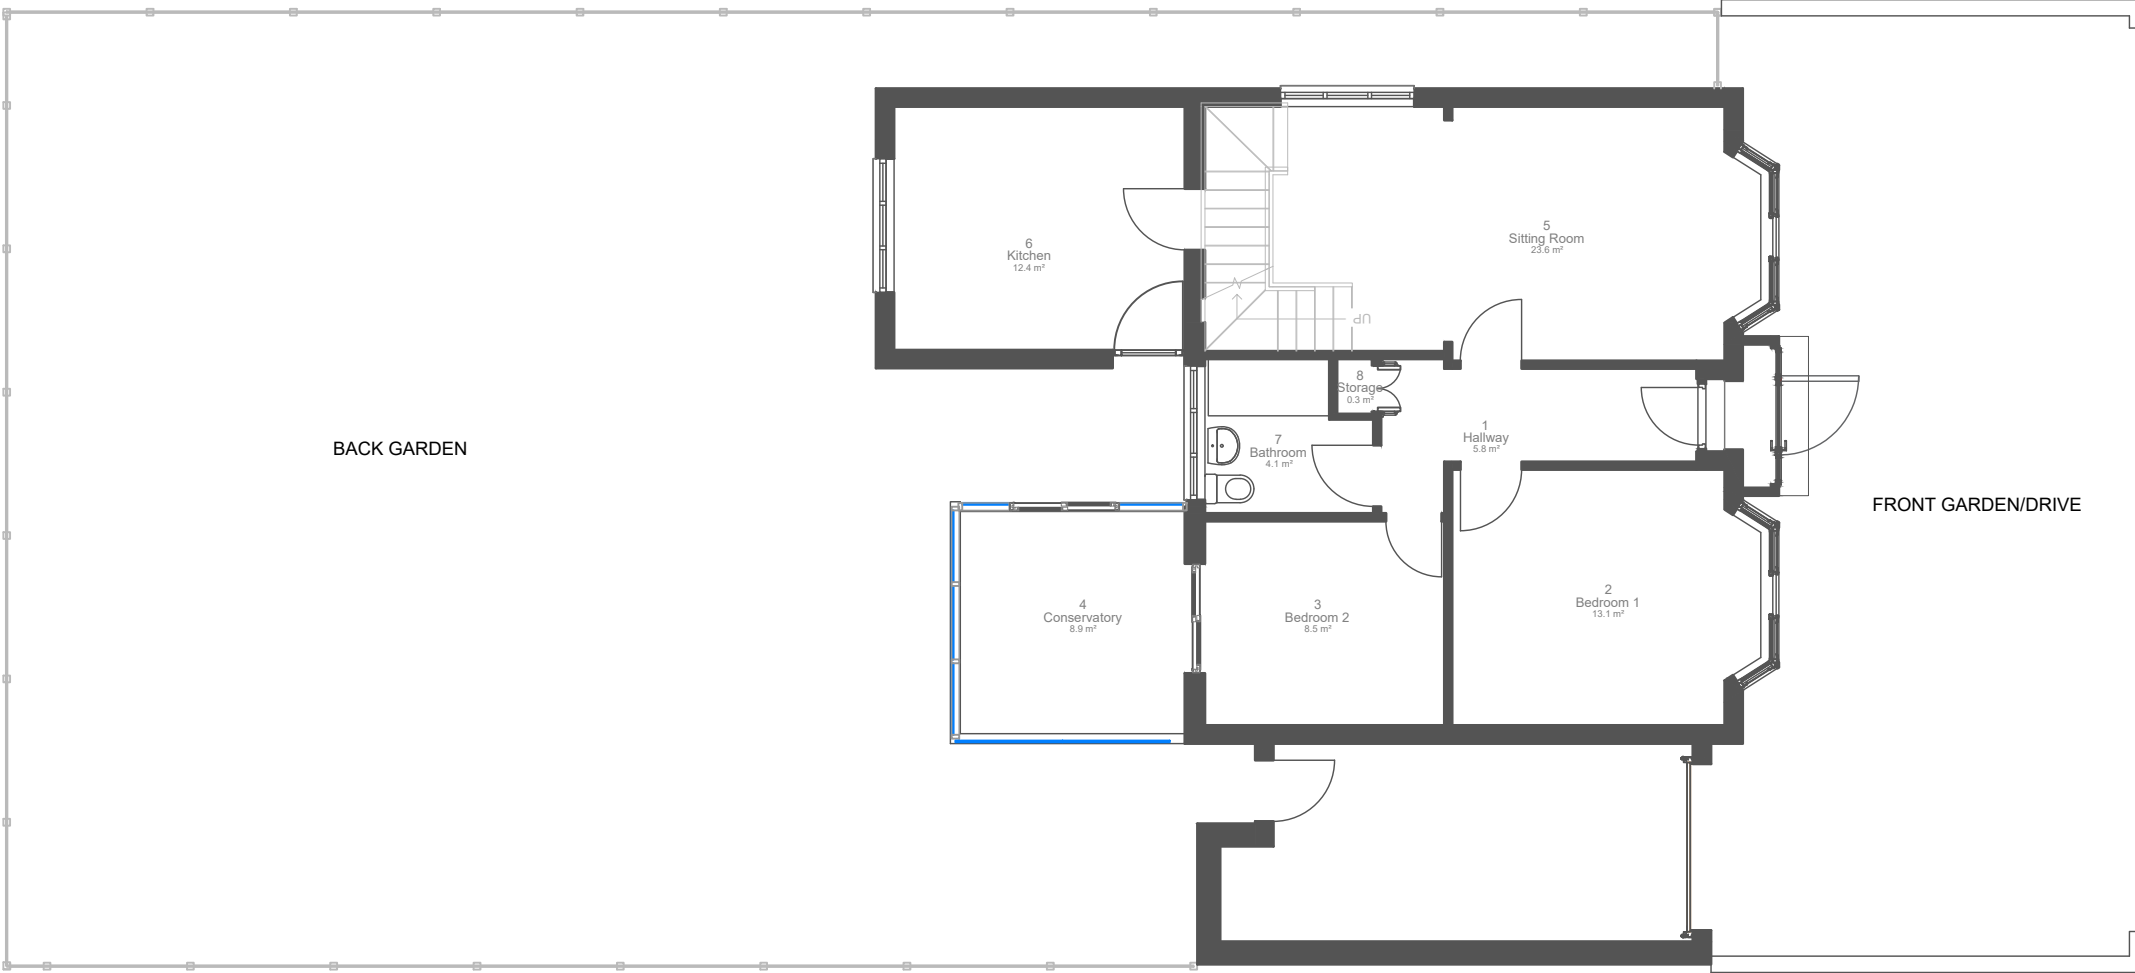 6
Kitchen
12.4 m²
5
Sitting Room
23.6 m²
UP
8
Storage
0.3 m²
1
Hallway
5.8 m²
7
Bathroom
4.1 m²
BACK GARDEN
FRONT GARDEN/DRIVE
4
Conservatory
8.9 m²
3
Bedroom 2
8.5 m²
2
Bedroom 1
13.1 m²